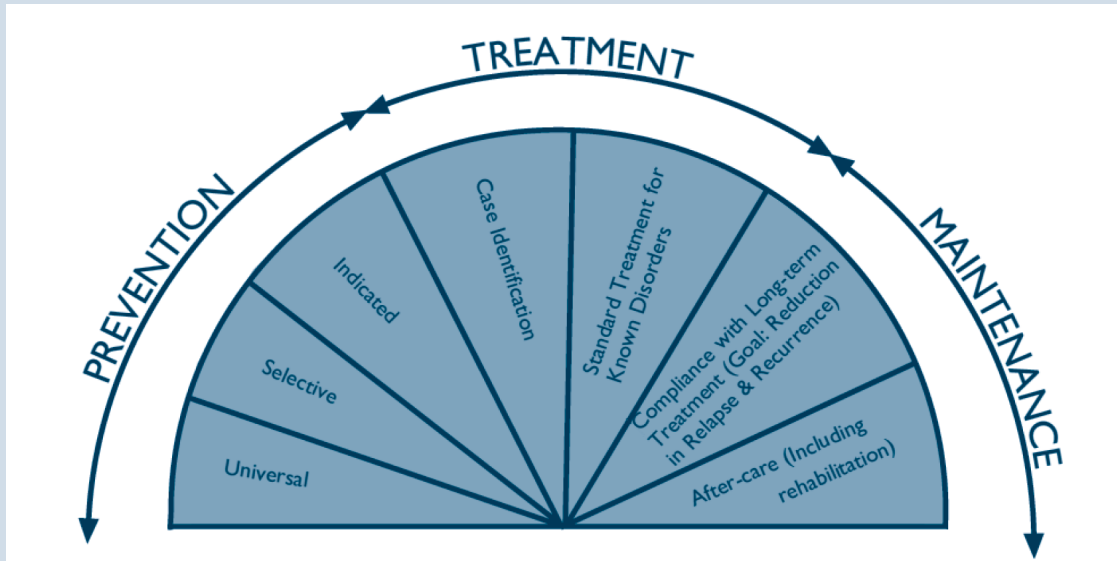 TREATMENT
PREVENTION
MAINTENANCE
Universal
Selective
Indicated
Case Identification
Standard Treatment for
Known Disorders
Compliance with Long-term
Treatment (Goal: Reduction
in Relapse & Recurrence)
After-care (Including
rehabilitation)